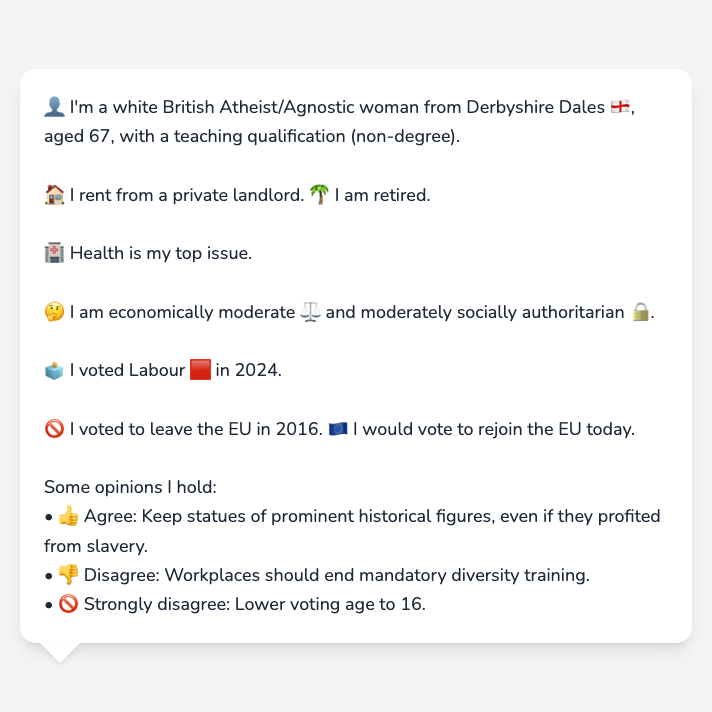 👤 I'm a white British Atheist/Agnostic woman from Derbyshire Dales 🏴󠁧󠁢󠁥󠁮󠁧󠁿,
aged 67, with a teaching qualification (non-degree).
🏠 I rent from a private landlord. 🌴 I am retired.
🏥 Health is my top issue.
🤔 I am economically moderate ⚖️ and moderately socially authoritarian 🔒.
🗳️ I voted Labour 🟥 in 2024.
🚫 I voted to leave the EU in 2016. 🇪🇺 I would vote to rejoin the EU today.
Some opinions I hold:
• 👍 Agree: Keep statues of prominent historical figures, even if they profited
from slavery.
• 👎 Disagree: Workplaces should end mandatory diversity training.
• 🚫 Strongly disagree: Lower voting age to 16.